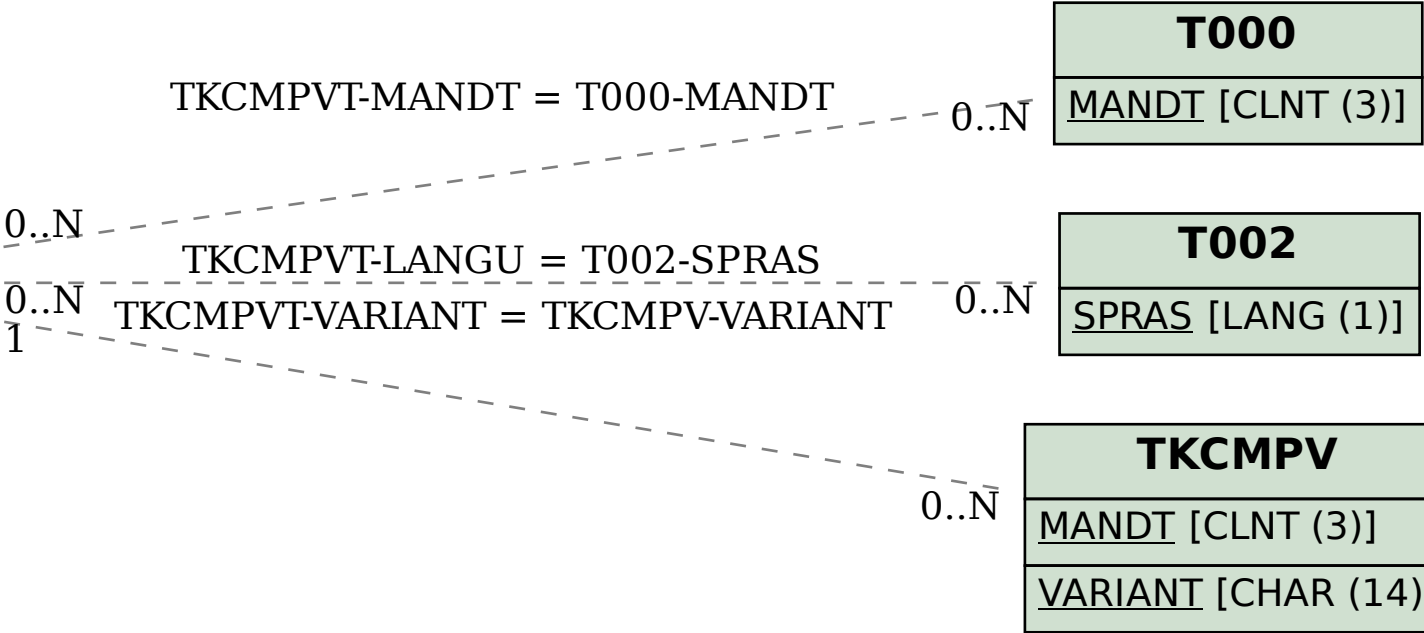 T000
TKCMPVT-MANDT = T000-MANDT
MANDT [CLNT (3)]
0..N
0..N
T002
TKCMPVT-LANGU = T002-SPRAS
0..N
0..N
SPRAS [LANG (1)]
TKCMPVT-VARIANT = TKCMPV-VARIANT
1
TKCMPV
0..N
MANDT [CLNT (3)]
VARIANT [CHAR (14)